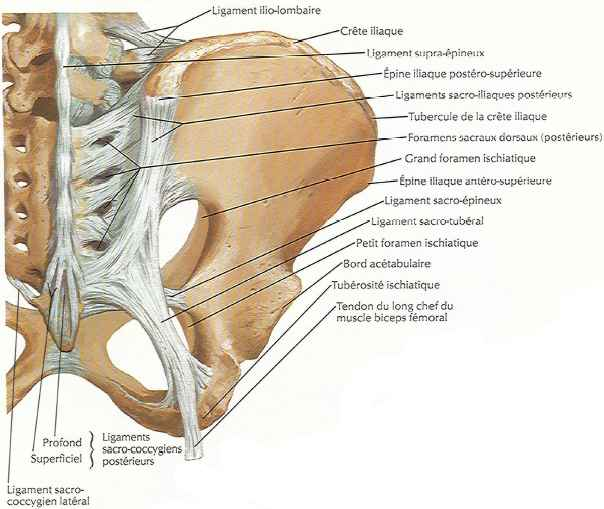 Ligament ilio-lombaire
Crête iliaque
Ligament supra-épineux
Épine iliaque postéro-supérieure
Ligaments sacro-iliaques postérieurs
Tubercule de la crête iliaque
Foramens sacraux dorsaux (postérieurs)
Grand foramen ischiatique
Épine iliaque antéro-supérieure
Ligament sacro-épineux
Ligament sacro-tubéral
Petit foramen ischiatique
Bord acétabulaire
Tubérosité ischiatique
Tendon du long chef du
muscle biceps fémoral
Profond
Superficiel
Ligaments
sacro-coccygiens
postérieurs
Ligament sacro-
coccygien latéral